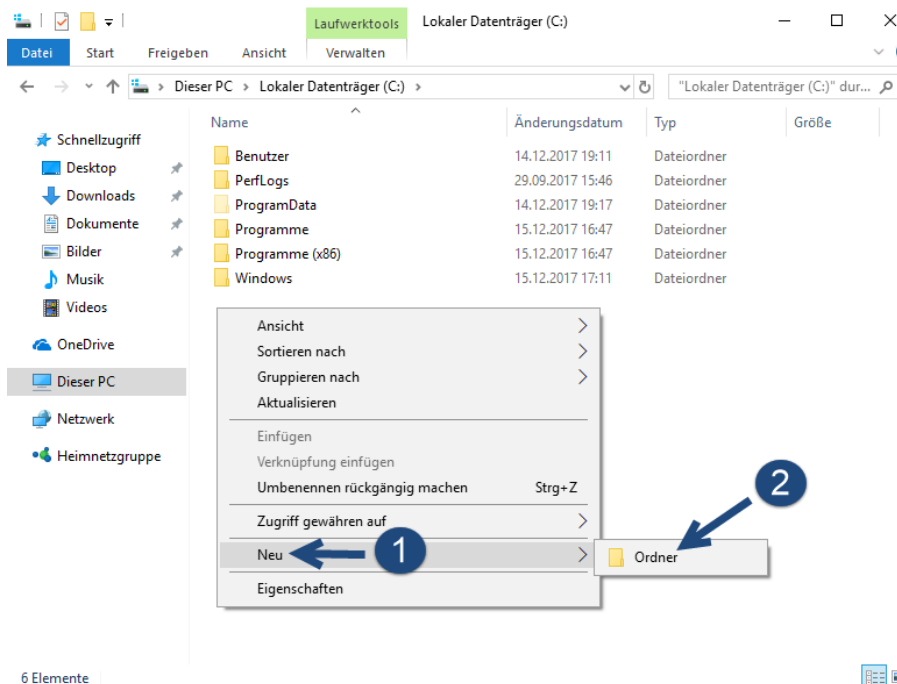 Laufwerktools Lokaler Datenträger (C:)
Datei Start Freigeben Ansicht Verwalten
Dieser PC Lokaler Datenträger (C:) "Lokaler Datenträger (C:)" dur...
Name Änderungsdatum Typ Größe
Schnellzugriff
Desktop
Downloads
Dokumente
Bilder
Musik
Videos
OneDrive
Dieser PC
Netzwerk
Heimnetzgruppe
Benutzer 14.12.2017 19:11 Dateiordner
PerfLogs 29.09.2017 15:46 Dateiordner
ProgramData 14.12.2017 19:17 Dateiordner
Programme 15.12.2017 16:47 Dateiordner
Programme (x86) 15.12.2017 16:47 Dateiordner
Windows 15.12.2017 17:11 Dateiordner
Ansicht
Sortieren nach
Gruppieren nach
Aktualisieren
Einfügen
Verknüpfung einfügen
Umbenennen rückgängig machen Strg+Z
Zugriff gewähren auf
Neu 1
Eigenschaften
2
Ordner
6 Elemente